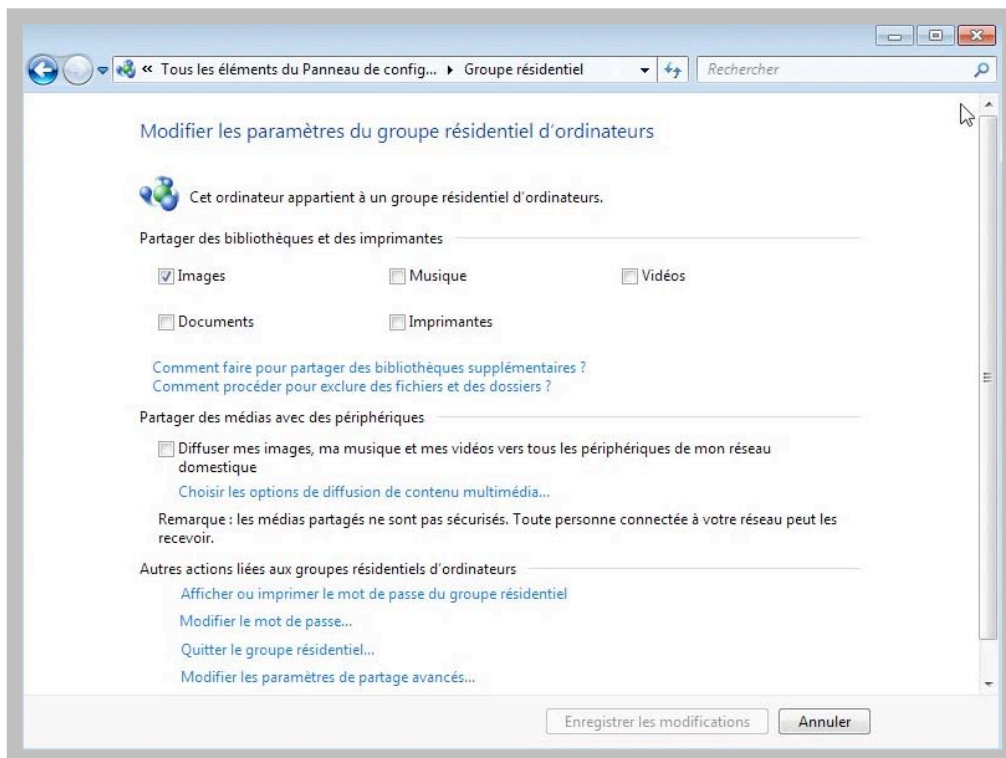 « Tous les éléments du Panneau de config... Groupe résidentiel Rechercher
Modifier les paramètres du groupe résidentiel d'ordinateurs
Cet ordinateur appartient à un groupe résidentiel d'ordinateurs.
Partager des bibliothèques et des imprimantes
Images Musique Vidéos
Documents Imprimantes
Comment faire pour partager des bibliothèques supplémentaires ?
Comment procéder pour exclure des fichiers et des dossiers ?
Partager des médias avec des périphériques
Diffuser mes images, ma musique et mes vidéos vers tous les périphériques de mon réseau
domestique
Choisir les options de diffusion de contenu multimédia...
Remarque : les médias partagés ne sont pas sécurisés. Toute personne connectée à votre réseau peut les
recevoir.
Autres actions liées aux groupes résidentiels d'ordinateurs
Afficher ou imprimer le mot de passe du groupe résidentiel
Modifier le mot de passe...
Quitter le groupe résidentiel...
Modifier les paramètres de partage avancés...
Enregistrer les modifications Annuler